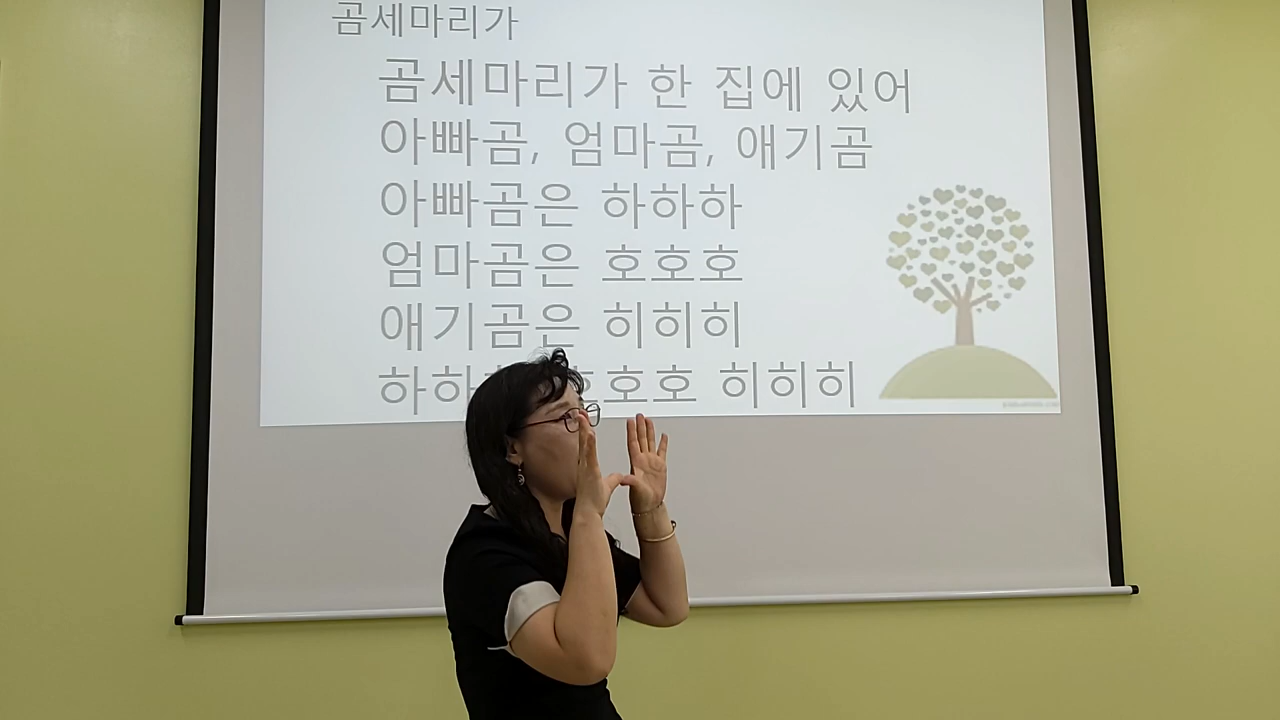 곰세마리가
곰세마리가 한 집에 있어
아빠곰, 엄마곰, 애기곰
아빠곰은 하하하
엄마곰은 호호호
애기곰은 히히히
하하 호호 히히히